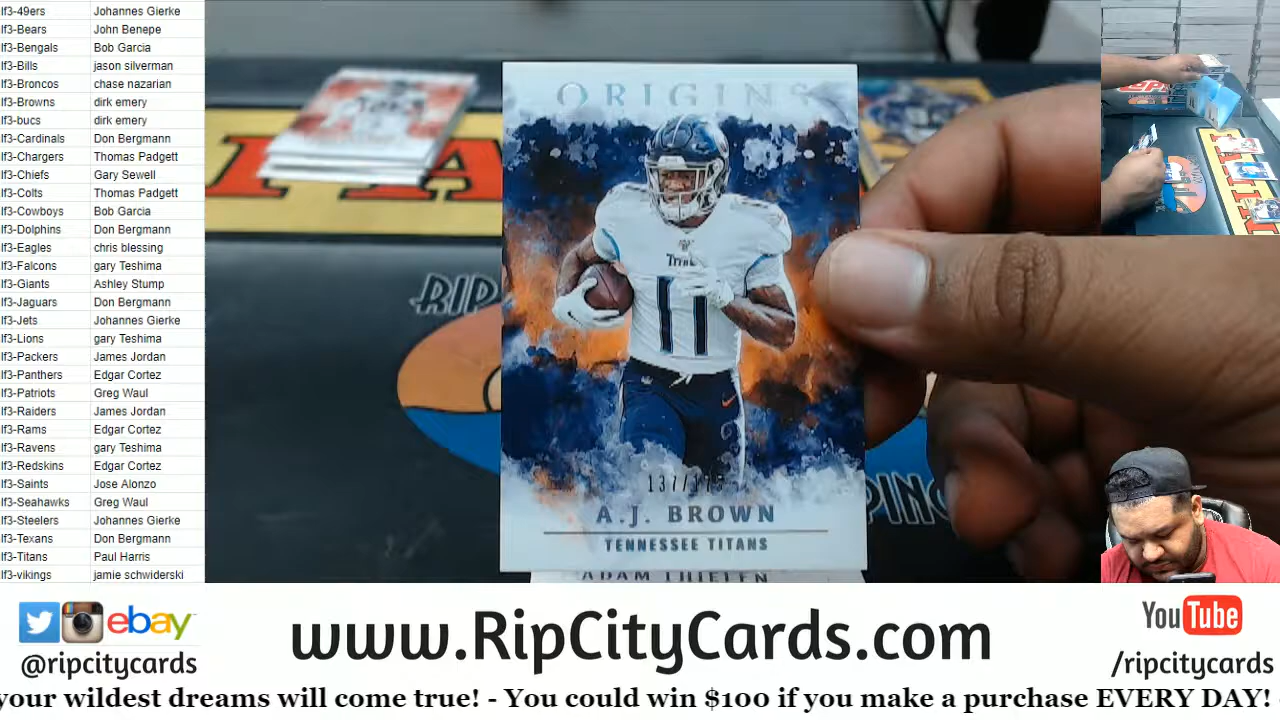 lf3-49ers Johannes Gierke
lf3-Bears John Benepe
lf3-Bengals Bob Garcia
lf3-Bills jason silverman
lf3-Broncos chase nazarian
lf3-Browns dirk emery
lf3-bucs dirk emery
lf3-Cardinals Don Bergmann
lf3-Chargers Thomas Padgett
lf3-Chiefs Gary Sewell
lf3-Colts Thomas Padgett
lf3-Cowboys Bob Garcia
lf3-Dolphins Don Bergmann
lf3-Eagles chris blessing
lf3-Falcons gary Teshima
lf3-Giants Ashley Stump
lf3-Jaguars Don Bergmann
lf3-Jets Johannes Gierke
lf3-Lions gary Teshima
lf3-Packers James Jordan
lf3-Panthers Edgar Cortez
lf3-Patriots Greg Waul
lf3-Raiders James Jordan
lf3-Rams Edgar Cortez
lf3-Ravens gary Teshima
lf3-Redskins Edgar Cortez
lf3-Saints Jose Alonzo
lf3-Seahawks Greg Waul
lf3-Steelers Johannes Gierke
lf3-Texans Don Bergmann
lf3-Titans Paul Harris
lf3-vikings jamie schwiderski
ORIGINS
RIP
TITANS
11
A.J. BROWN
TENNESSEE TITANS
ADAM THIELEN
ebay
@ripcitycards
www.RipCityCards.com
YouTube
/ripcitycards
your wildest dreams will come true! - You could win $100 if you make a purchase EVERY DAY!